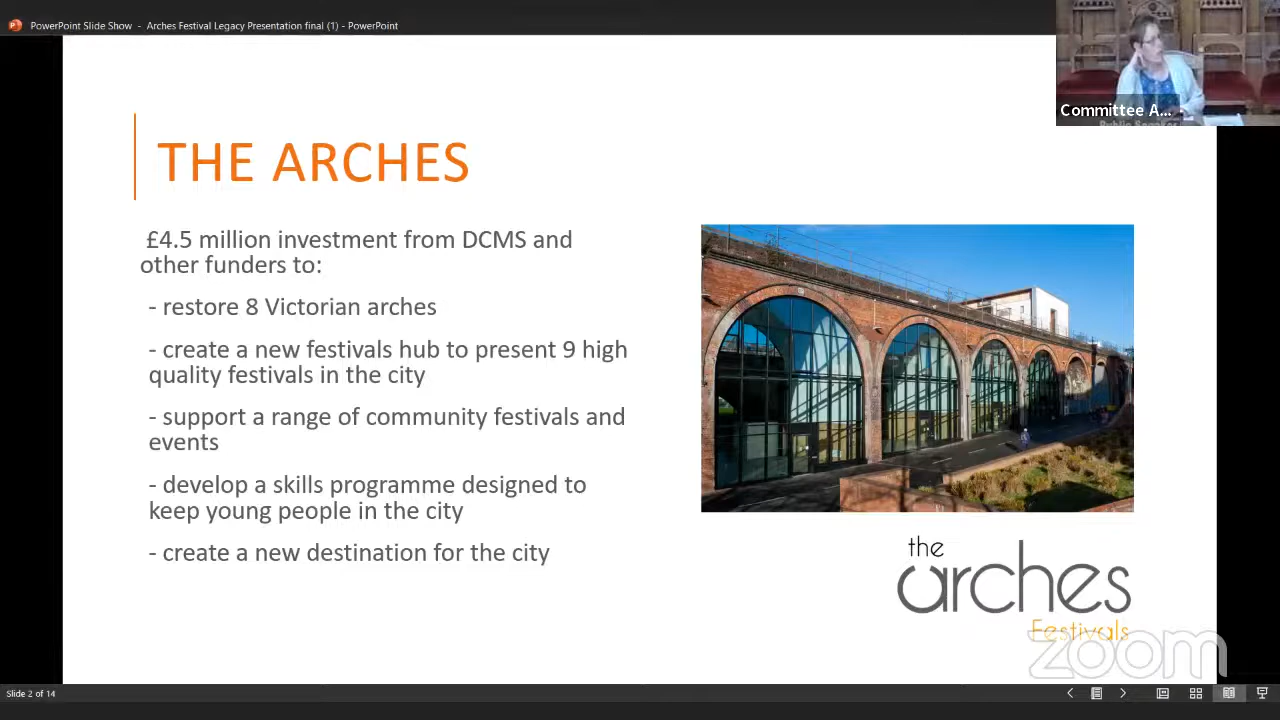 PowerPoint Slide Show - Arches Festival Legacy Presentation final (1) - PowerPoint
Committee A...
Public Speaker
THE ARCHES
£4.5 million investment from DCMS and
other funders to:
- restore 8 Victorian arches
- create a new festivals hub to present 9 high
quality festivals in the city
- support a range of community festivals and
events
- develop a skills programme designed to
keep young people in the city
- create a new destination for the city
the
arches
Festivals
zoom
Slide 2 of 14